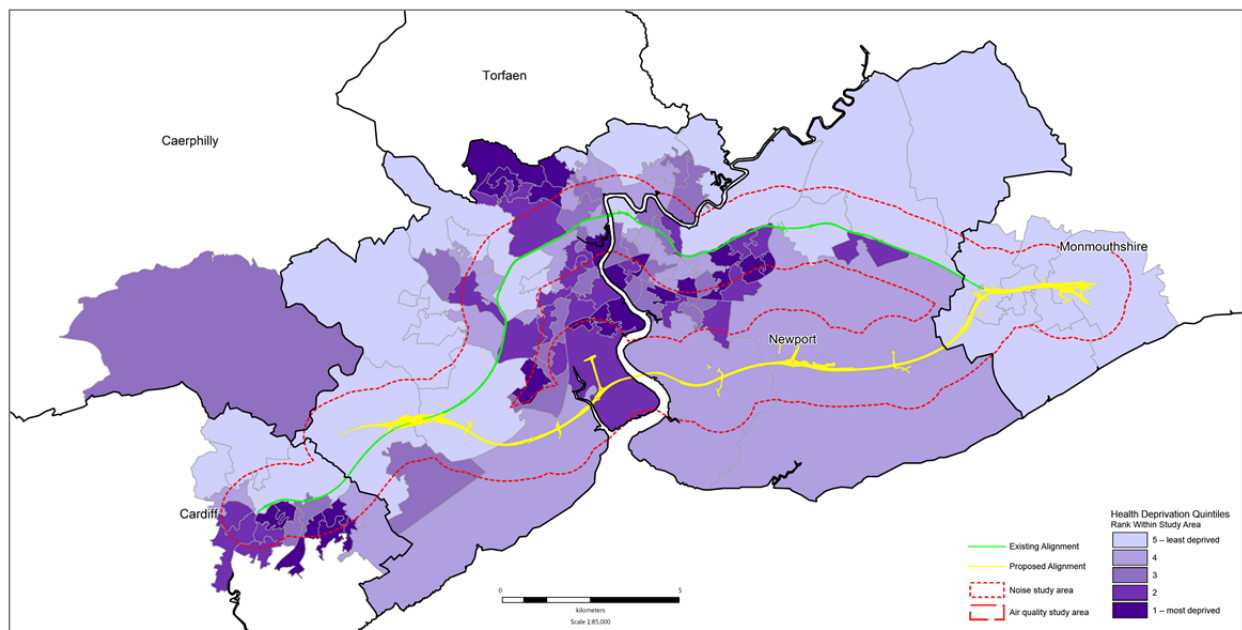 Torfaen
Caerphilly
Monmouthshire
Newport
Cardiff
Health Deprivation Quintiles
Rank Within Study Area
5 – least deprived
4
3
2
1 – most deprived
Existing Alignment
Proposed Alignment
Noise study area
Air quality study area
0 5
kilometers
Scale 1:85,000